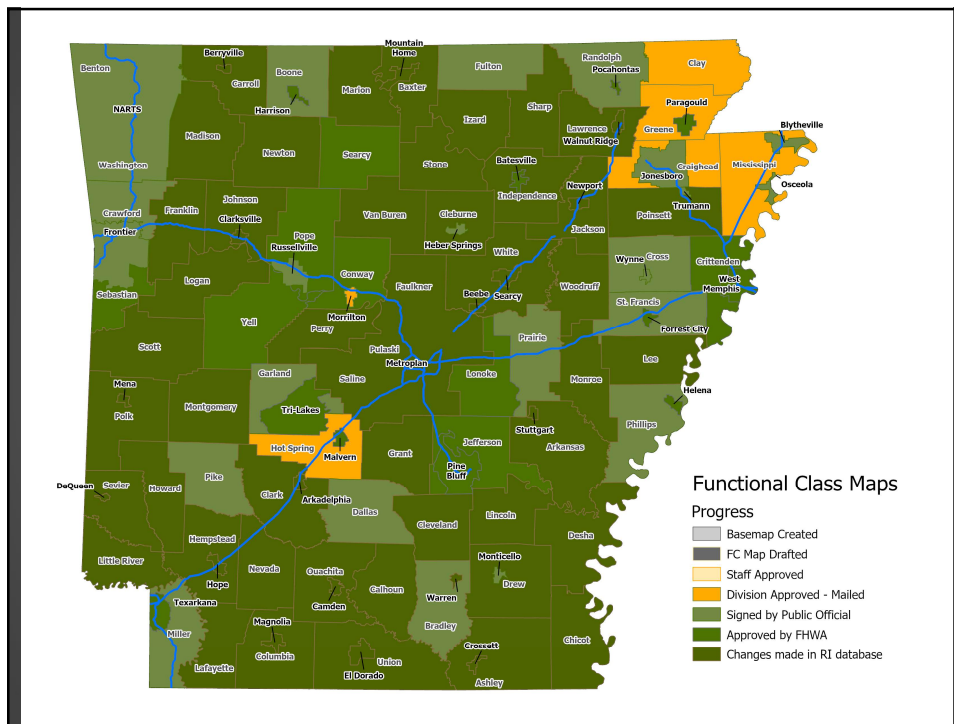 Mountain
Home
Berryville
Randolph
Fulton
Clay
Benton
Boone
Pocahontas
Carroll
Marion
Baxter
Harrison
NARTS
Sharp
Paragould
Izard
Blytheville
Lawrence
Greene
Madison
Walnut Ridge
Newton
Searcy
Batesville
Stone
Washington
Craighead
Mississippi
Jonesboro
Newport
Osceola
Independence
Johnson
Trumann
Crawford
Franklin
Van Buren
Cleburne
Poinsett
Clarksville
Frontier
Pope
Jackson
Russellville
Heber Springs
White
Wynne
Cross
Crittenden
Conway
Logan
Faulkner
Woodruff
West
Memphis
Sebastian
Beebe
Searcy
St. Francis
Morrilton
Yell
Perry
Forrest City
Prairie
Scott
Pulaski
Lee
Metroplan
Garland
Lonoke
Saline
Monroe
Mena
Helena
Montgomery
Tri-Lakes
Polk
Stuttgart
Phillips
Hot Spring
Jefferson
Arkansas
Malvern
Grant
Pine
Bluff
Pike
DeQueen
Sevier
Howard
Clark
Arkadelphia
Dallas
Lincoln
Cleveland
Hempstead
Desha
Little River
Nevada
Ouachita
Monticello
Hope
Calhoun
Drew
Texarkana
Camden
Warren
Magnolia
Bradley
Miller
Chicot
Crossett
Columbia
Lafayette
Union
El Dorado
Ashley
Functional Class Maps
Progress
Basemap Created
FC Map Drafted
Staff Approved
Division Approved - Mailed
Signed by Public Official
Approved by FHWA
Changes made in RI database